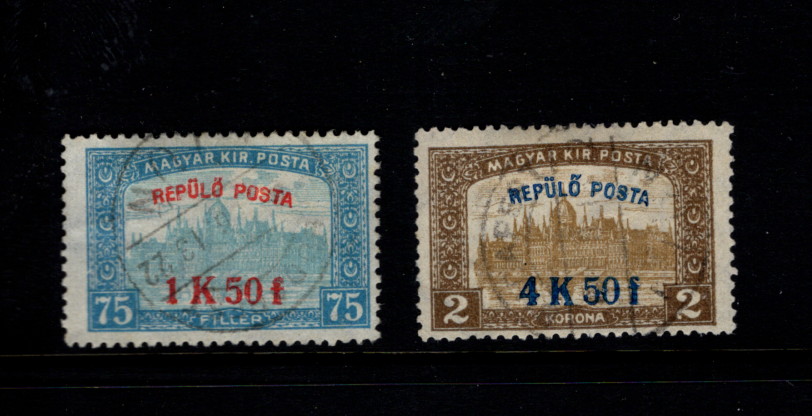 MAGYAR KIR. POSTA
REPÜLŐ POSTA
1 K 50 f
75 75
FILLÉR
MAGYAR KIR. POSTA
REPÜLŐ POSTA
4 K 50 f
2 2
KORONA